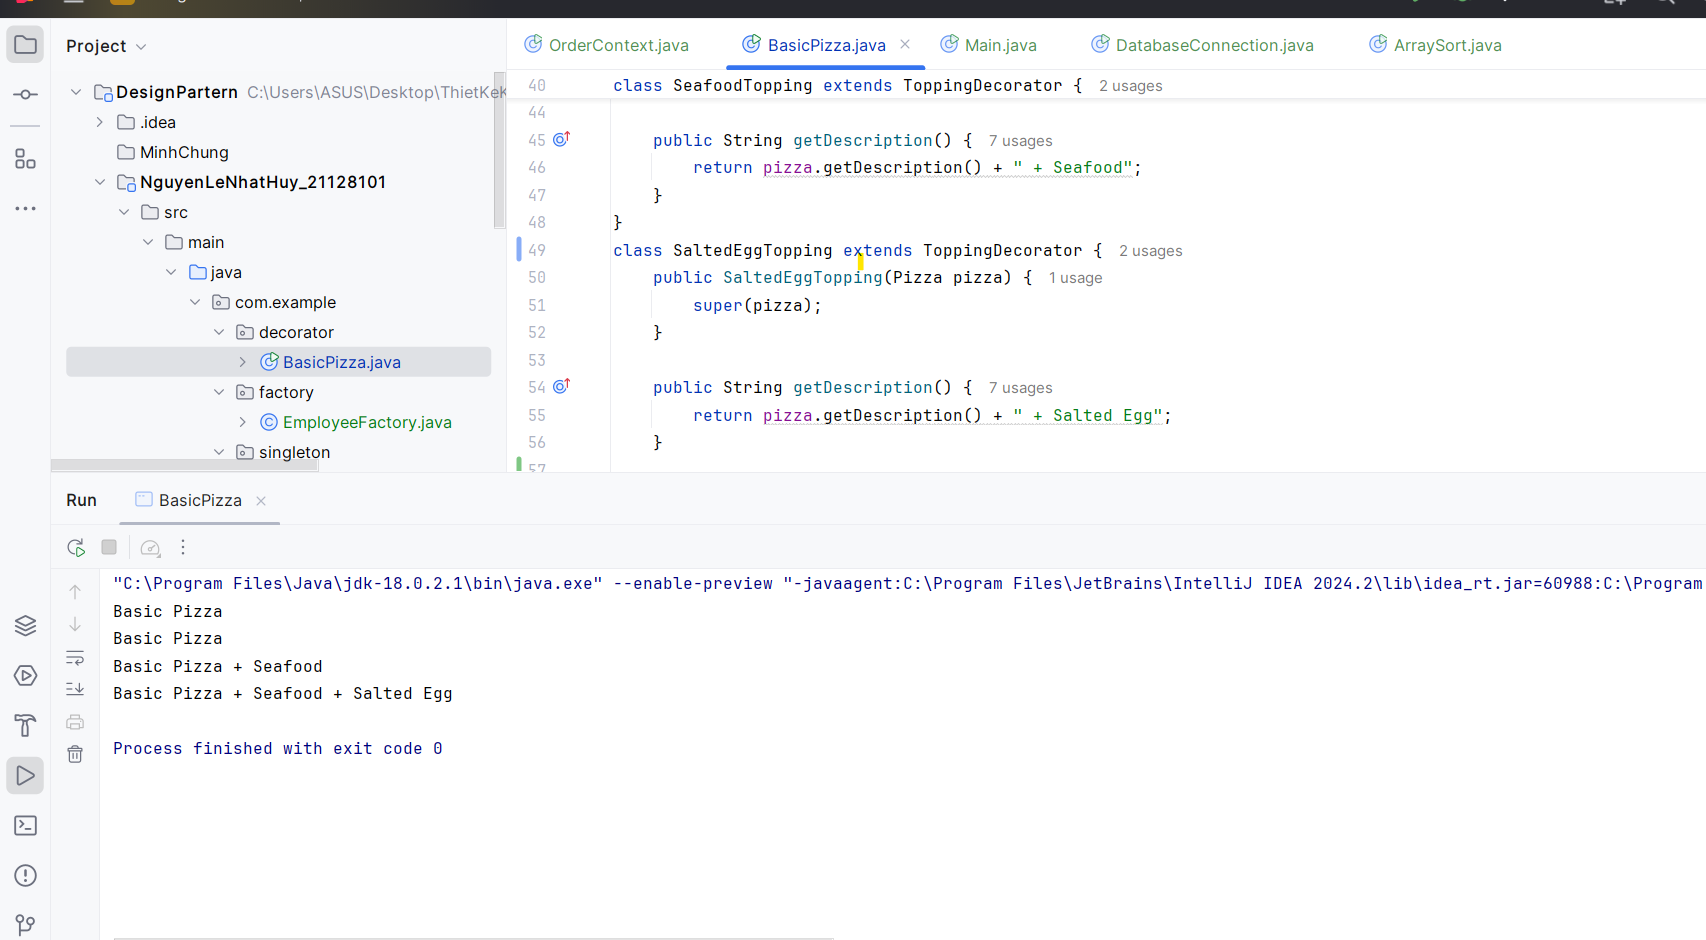 Project
DesignPartern C:\Users\ASUS\Desktop\ThietKeK
.idea
MinhChung
NguyenLeNhatHuy_21128101
src
main
java
com.example
decorator
BasicPizza.java
factory
EmployeeFactory.java
singleton
OrderContext.java BasicPizza.java Main.java DatabaseConnection.java ArraySort.java
40 class SeafoodTopping extends ToppingDecorator { 2 usages
44
45 public String getDescription() { 7 usages
46 return pizza.getDescription() + " + Seafood";
47 }
48 }
49 class SaltedEggTopping extends ToppingDecorator { 2 usages
50 public SaltedEggTopping(Pizza pizza) { 1 usage
51 super(pizza);
52 }
53
54 public String getDescription() { 7 usages
55 return pizza.getDescription() + " + Salted Egg";
56 }
57
Run BasicPizza
"C:\Program Files\Java\jdk-18.0.2.1\bin\java.exe" --enable-preview "-javaagent:C:\Program Files\JetBrains\IntelliJ IDEA 2024.2\lib\idea_rt.jar=60988:C:\Program
Basic Pizza
Basic Pizza
Basic Pizza + Seafood
Basic Pizza + Seafood + Salted Egg
Process finished with exit code 0